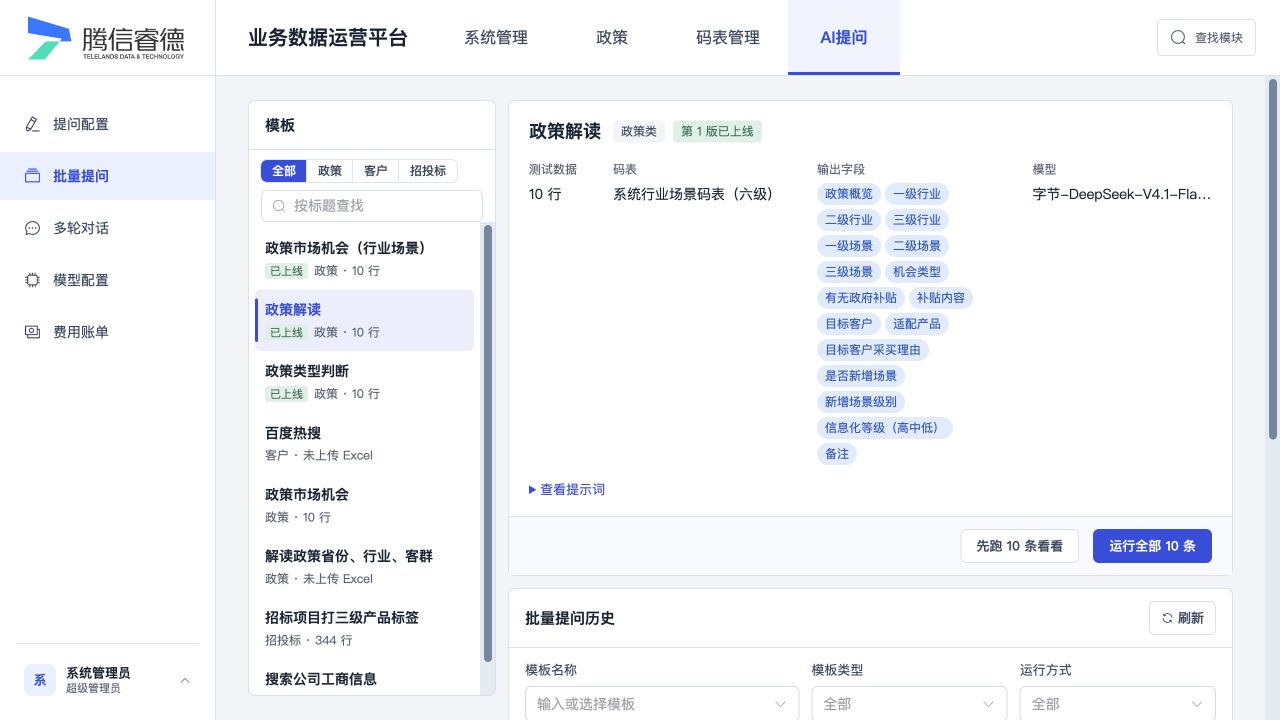 腾信睿德
TELELANDS DATA & TECHNOLOGY
业务数据运营平台
系统管理
政策
码表管理
AI提问
查找模块
提问配置
批量提问
多轮对话
模型配置
费用账单
系
系统管理员
超级管理员
模板
全部
政策
客户
招投标
按标题查找
政策市场机会（行业场景）
已上线 政策 · 10 行
政策解读
已上线 政策 · 10 行
政策类型判断
已上线 政策 · 10 行
百度热搜
客户 · 未上传 Excel
政策市场机会
政策 · 10 行
解读政策省份、行业、客群
政策 · 未上传 Excel
招标项目打三级产品标签
招投标 · 344 行
搜索公司工商信息
政策解读 政策类 第 1 版已上线
测试数据
10 行
码表
系统行业场景码表（六级）
输出字段
政策概览 一级行业
二级行业 三级行业
一级场景 二级场景
三级场景 机会类型
有无政府补贴 补贴内容
目标客户 适配产品
目标客户采买理由
是否新增场景
新增场景级别
信息化等级（高中低）
备注
模型
字节-DeepSeek-V4.1-Fla...
查看提示词
先跑 10 条看看
运行全部 10 条
批量提问历史
刷新
模板名称
输入或选择模板
模板类型
全部
运行方式
全部